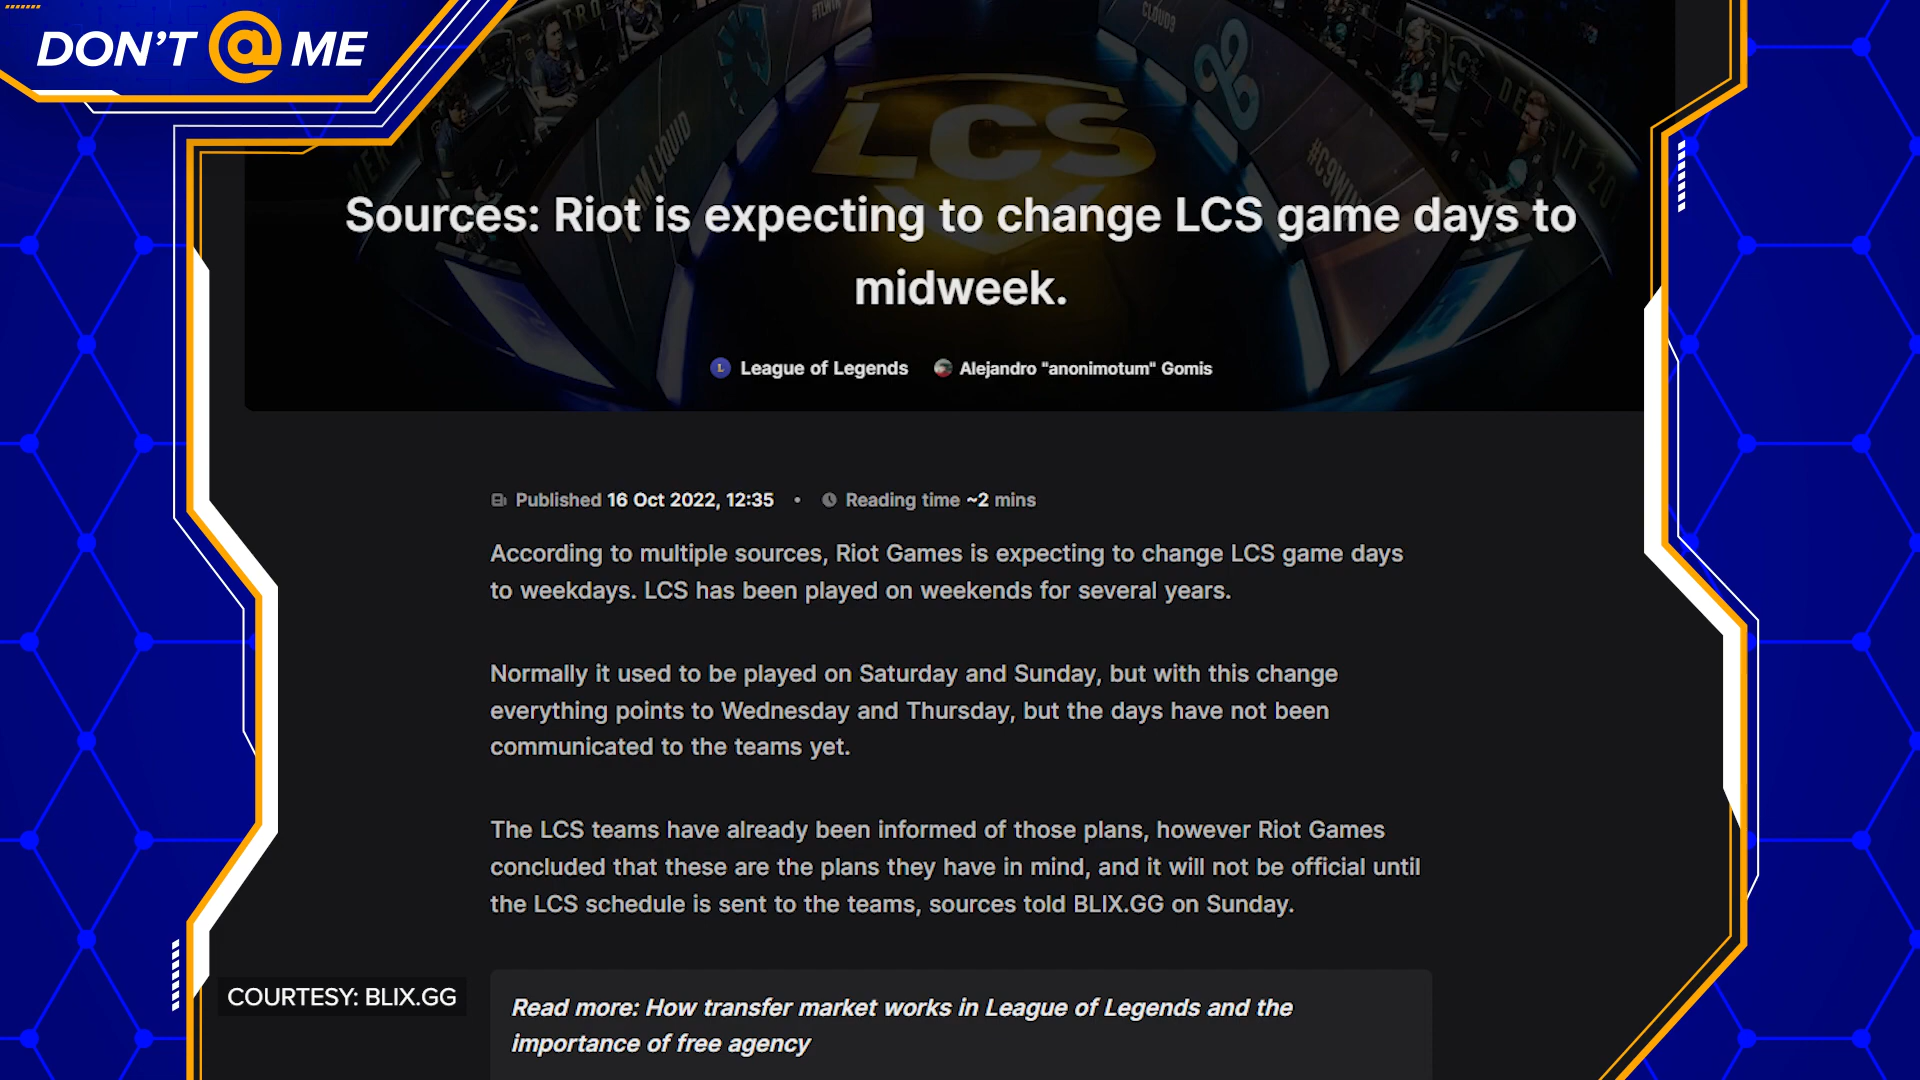 DON'T @ ME
#TLWIN
CLOUD9
LCS
TEAM LIQUID
#C9WIN
Sources: Riot is expecting to change LCS game days to
midweek.
League of Legends Alejandro "anonimotum" Gomis
Published 16 Oct 2022, 12:35 • Reading time ~2 mins
According to multiple sources, Riot Games is expecting to change LCS game days
to weekdays. LCS has been played on weekends for several years.
Normally it used to be played on Saturday and Sunday, but with this change
everything points to Wednesday and Thursday, but the days have not been
communicated to the teams yet.
The LCS teams have already been informed of those plans, however Riot Games
concluded that these are the plans they have in mind, and it will not be official until
the LCS schedule is sent to the teams, sources told BLIX.GG on Sunday.
COURTESY: BLIX.GG
Read more: How transfer market works in League of Legends and the
importance of free agency